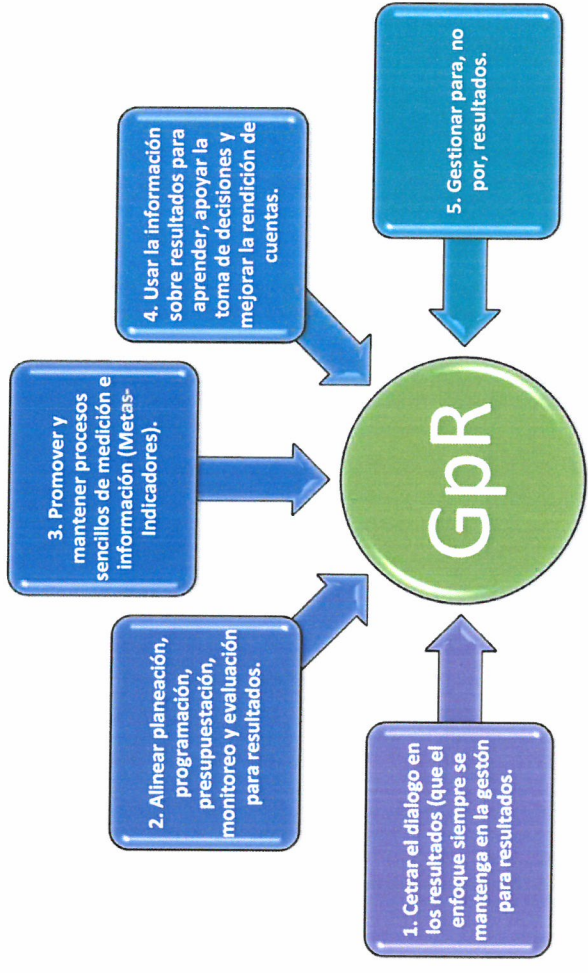 1. Cetrar el dialogo en
los resultados (que el
enfoque siempre se
mantenga en la gestón
para resultados.
2. Alinear planeación,
programación,
presupuestación,
monitoreo y evaluación
para resultados.
3. Promover y
mantener procesos
sencillos de medición e
información (Metas-
Indicadores).
4. Usar la información
sobre resultados para
aprender, apoyar la
toma de decisiones y
mejorar la rendición de
cuentas.
5. Gestionar para, no
por, resultados.
GpR